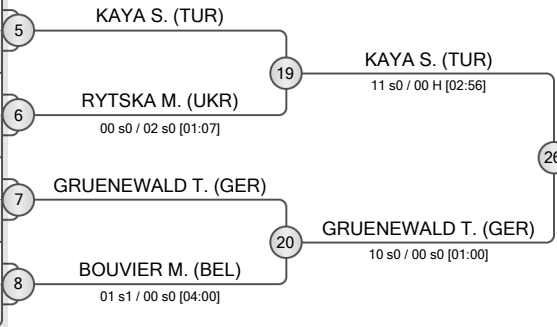 KAYA S. (TUR)
5
19
KAYA S. (TUR)
11 s0 / 00 H [02:56]
RYTSKA M. (UKR)
6
00 s0 / 02 s0 [01:07]
26
GRUENEWALD T. (GER)
7
20
GRUENEWALD T. (GER)
10 s0 / 00 s0 [01:00]
BOUVIER M. (BEL)
8
01 s1 / 00 s0 [04:00]